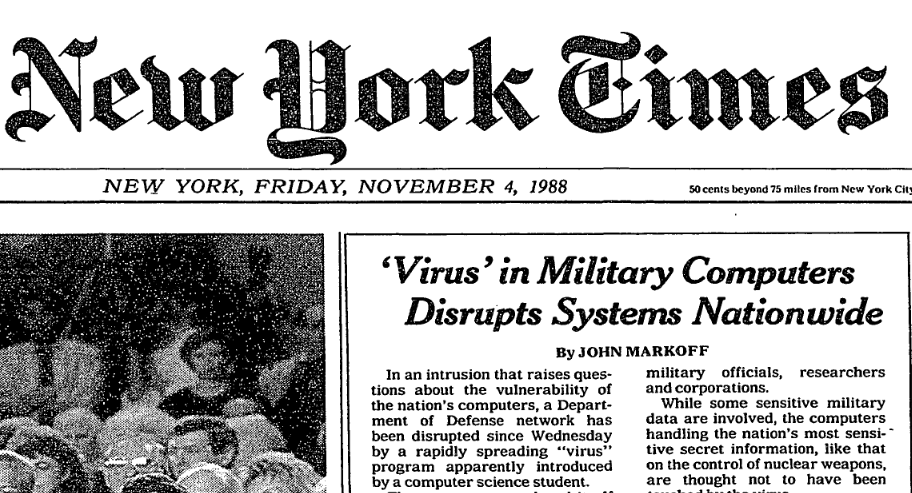 New York Times
NEW YORK, FRIDAY, NOVEMBER 4, 1988
50 cents beyond 75 miles from New York City
‘Virus’ in Military Computers
Disrupts Systems Nationwide
By JOHN MARKOFF
In an intrusion that raises ques-
tions about the vulnerability of
the nation's computers, a Depart-
ment of Defense network has
been disrupted since Wednesday
by a rapidly spreading “virus”
program apparently introduced
by a computer science student.
military officials, researchers
and corporations.
While some sensitive military
data are involved, the computers
handling the nation's most sensi-
tive secret information, like that
on the control of nuclear weapons,
are thought not to have been